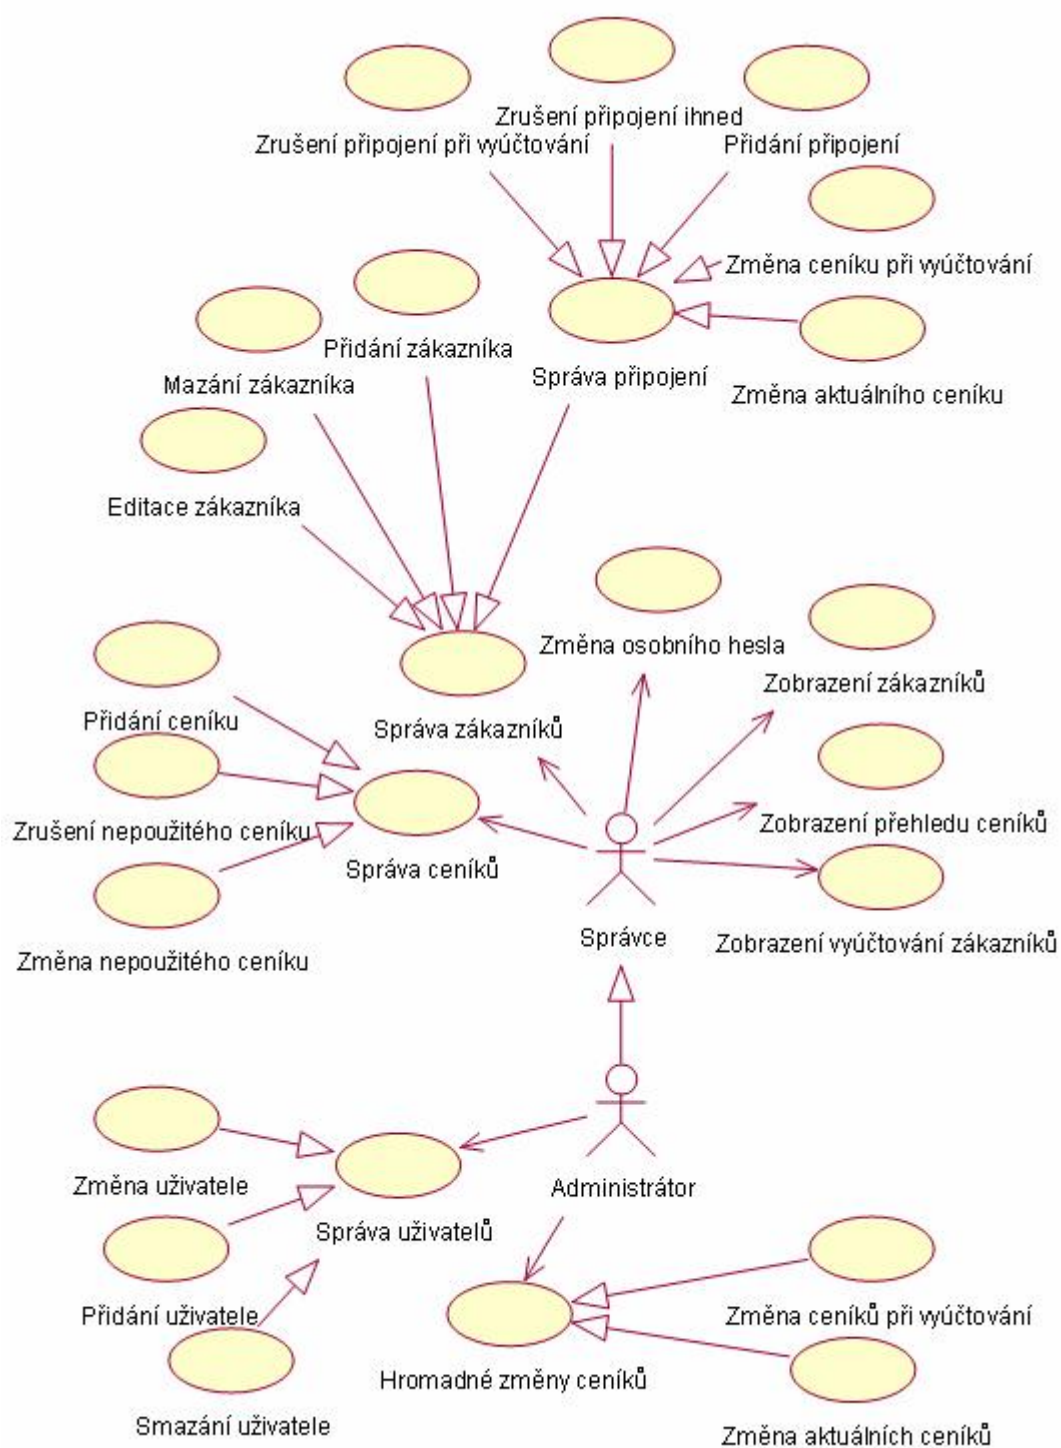 Zrušení připojení ihned
Zrušení připojení při vyúčtování
Přidání připojení
Změna ceníku při vyúčtování
Přidání zákazníka
Správa připojení
Mazání zákazníka
Změna aktuálního ceníku
Editace zákazníka
Změna osobního hesla
Zobrazení zákazníků
Přidání ceníku
Správa zákazníků
Zrušení nepoužitého ceníku
Zobrazení přehledu ceníků
Správa ceníků
Správce
Zobrazení vyúčtování zákazníků
Změna nepoužitého ceníku
Změna uživatele
Administrátor
Správa uživatelů
Přidání uživatele
Změna ceníků při vyúčtování
Hromadné změny ceníků
Smazání uživatele
Změna aktuálních ceníků